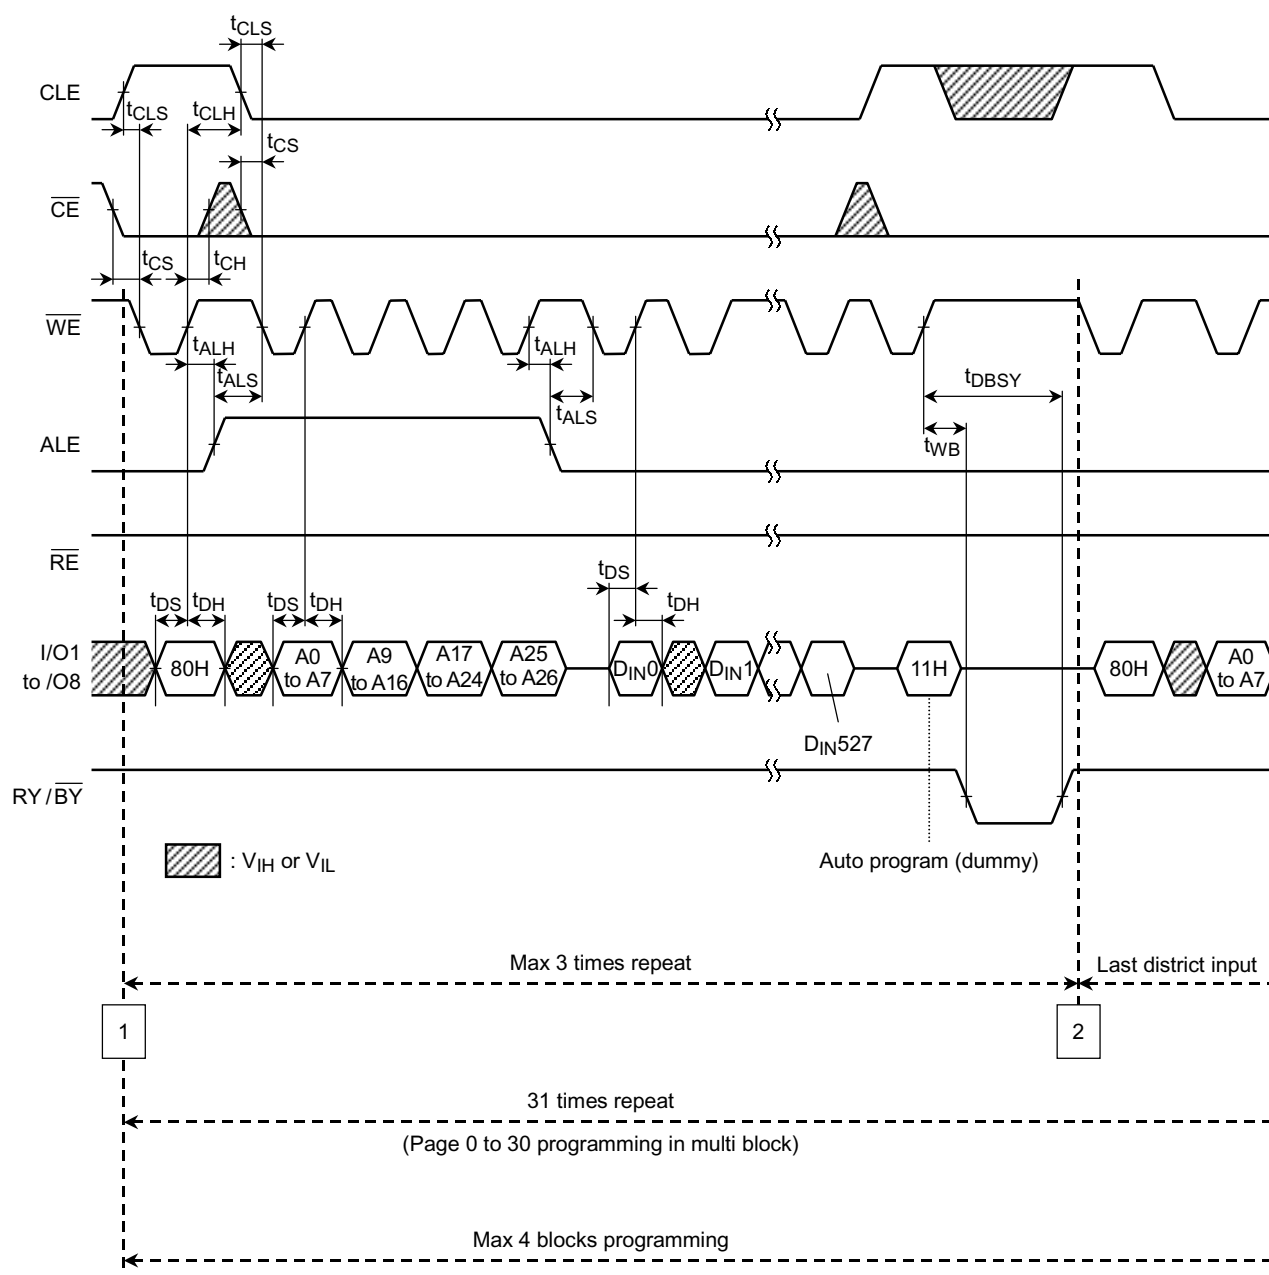 tCLS
CLE
tCLS
tCLH
tCS
CE
tCS
tCH
WE
tALH
tALH
tALS
tDBSY
tALS
tWB
ALE
RE
tDS
tDS
tDH
tDS
tDH
tDH
I/O1
to /O8
80H
A0
to A7
A9
to A16
A17
to A24
A25
to A26
DIN0
DIN1
11H
80H
A0
to A7
DIN527
RY/BY
: VIH or VIL
Auto program (dummy)
Max 3 times repeat
Last district input
1
2
31 times repeat
(Page 0 to 30 programming in multi block)
Max 4 blocks programming